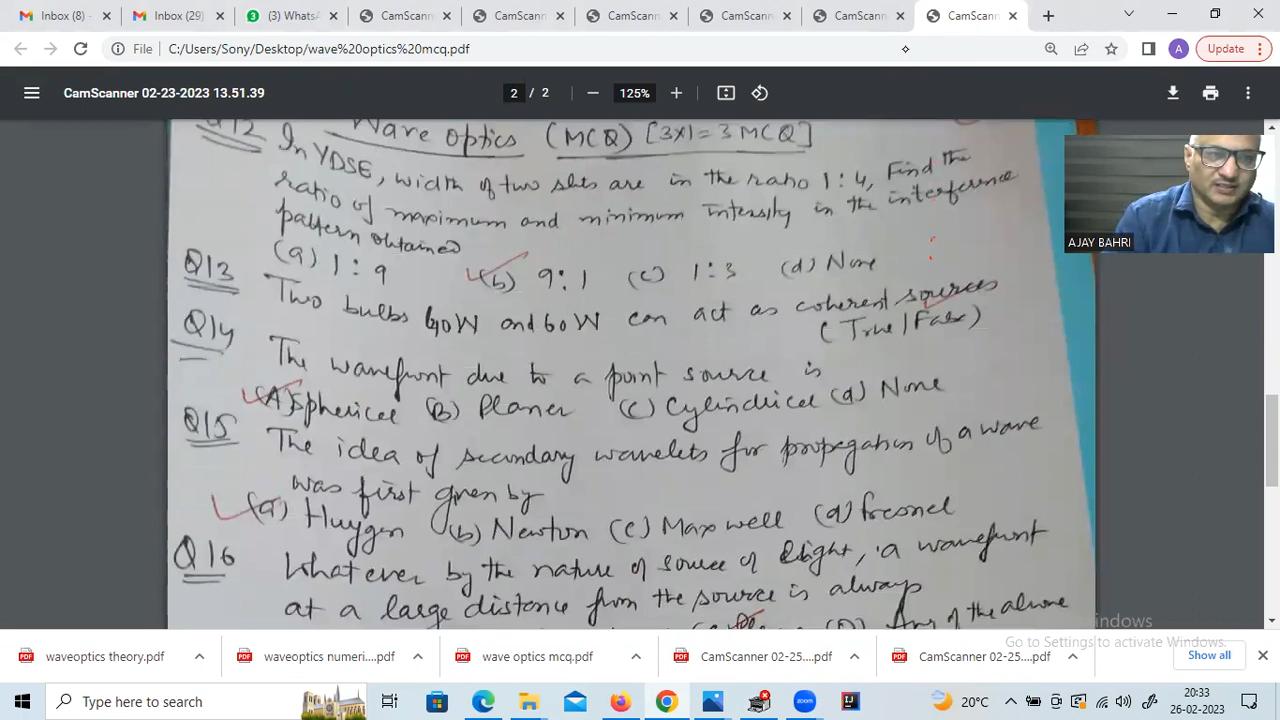 Inbox (8) -
Inbox (29)
(3) WhatsA
CamScann
CamScann
CamScann
CamScann
CamScann
CamScann
File
C:/Users/Sony/Desktop/wave%20optics%20mcq.pdf
A
Update
CamScanner 02-23-2023 13.51.39
2 / 2
125%
Q12
Wave Optics (MCQ) [3x1=3 MCQ]
In YDSE, width of two slits are in the ratio 1:4, Find the
ratio of maximum and minimum intensity in the interference
pattern obtained
(a) 1:9 (b) 9:1 (c) 1:3 (d) None
Q13
Two bulbs 40W and 60W can act as coherent sources
(True/False)
Q14
The wavefront due to a point source is
(A) Spherical (B) Planer (C) Cylindrical (d) None
Q15
The idea of secondary wavelets for propagation of a wave
was first given by
(a) Huygen (b) Newton (c) Maxwell (d) Fresnel
Q16
What ever by the nature of source of light, a wavefront
at a large distance from the source is always
(D) Any of the above
AJAY BAHRI
Go to Settings to activate Windows.
waveoptics theory.pdf
waveoptics numeri....pdf
wave optics mcq.pdf
CamScanner 02-25....pdf
CamScanner 02-25....pdf
Show all
Type here to search
20°C
20:33
26-02-2023